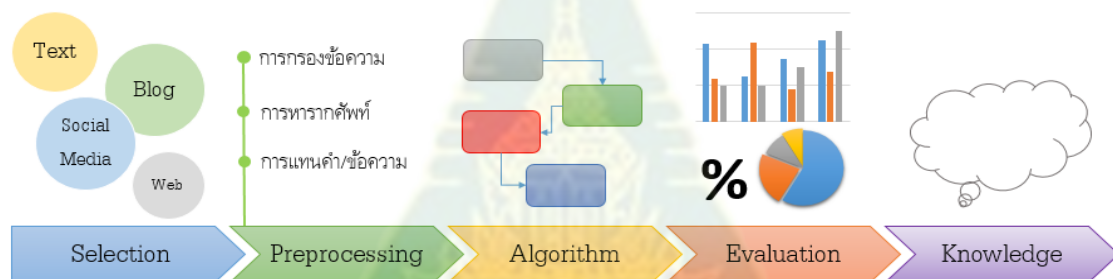 Text
Blog
Social
Media
Web
การกรองข้อความ
การหารากศัพท์
การแทนคำ/ข้อความ
%
Selection
Preprocessing
Algorithm
Evaluation
Knowledge